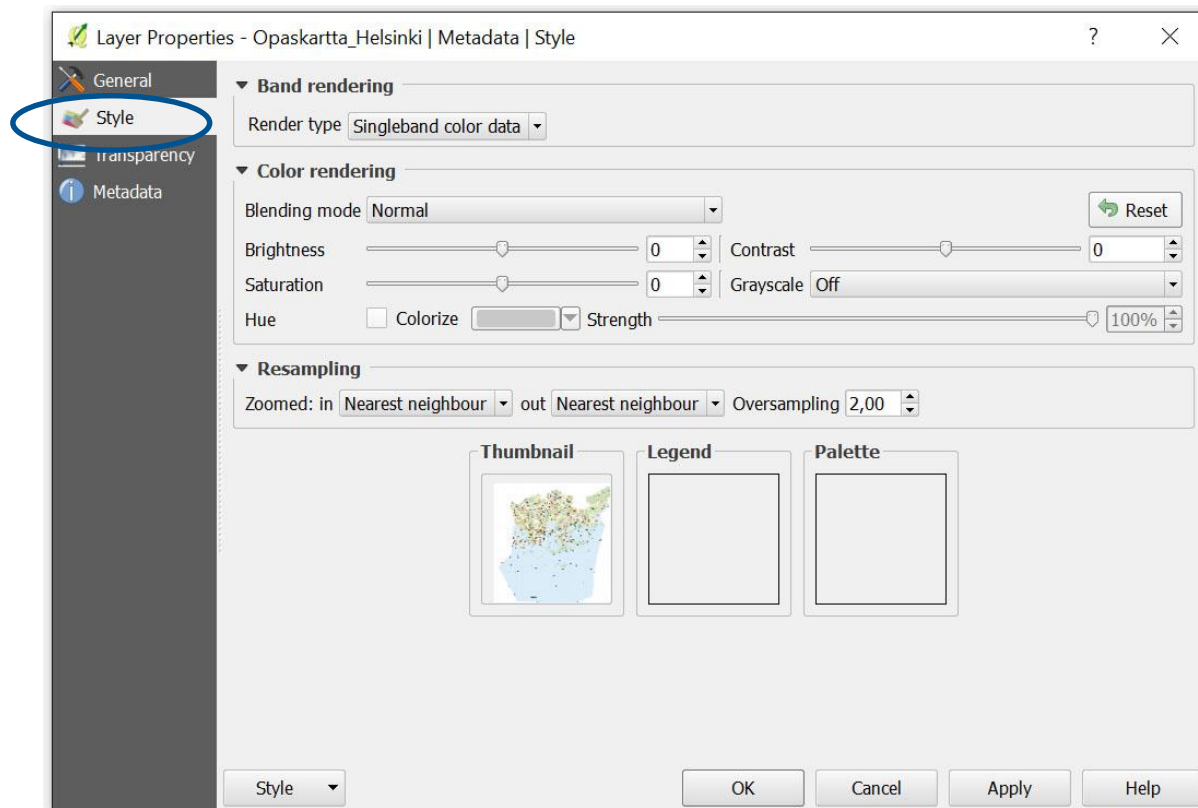 Layer Properties - Opaskartta_Helsinki | Metadata | Style ?
General
Style
Transparency
Metadata
Band rendering
Render type Singleband color data
Color rendering
Blending mode Normal Reset
Brightness 0 Contrast 0
Saturation 0 Grayscale Off
Hue Colorize Strength 100%
Resampling
Zoomed: in Nearest neighbour out Nearest neighbour Oversampling 2,00
Thumbnail Legend Palette
Style OK Cancel Apply Help